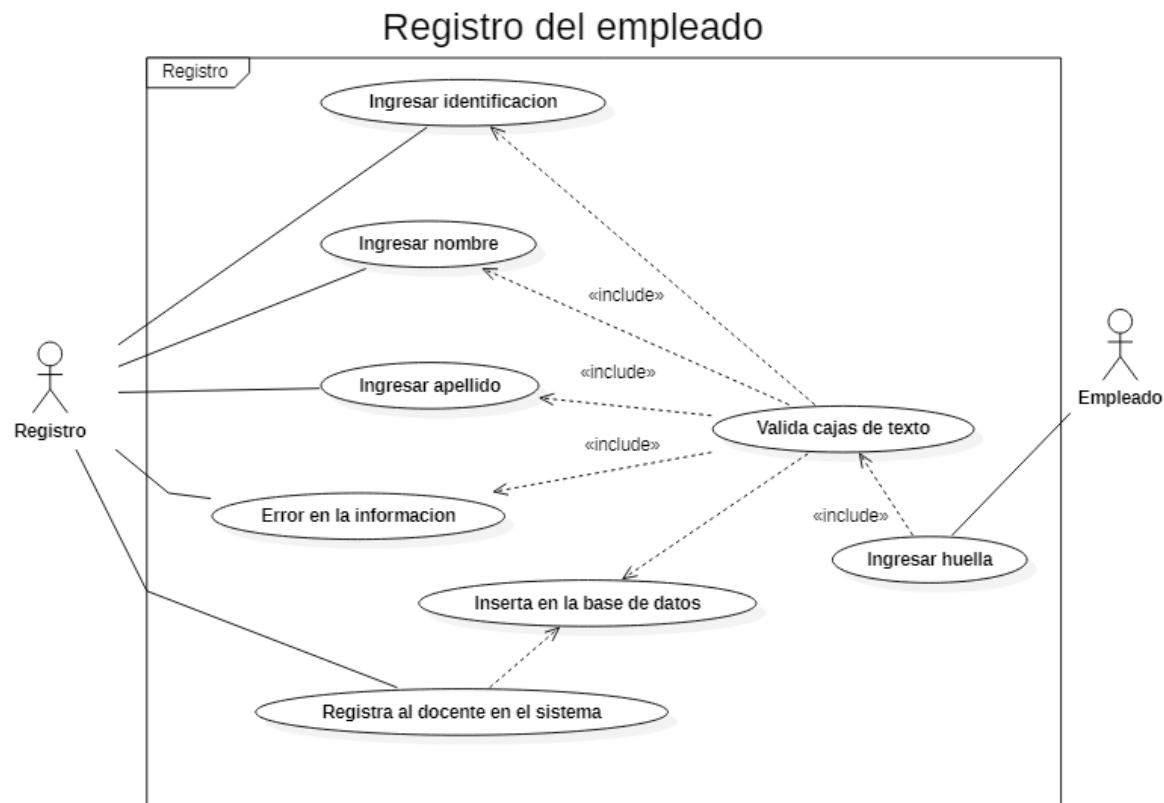 Registro del empleado
Registro
Ingresar identificacion
Ingresar nombre
«include»
Ingresar apellido
«include»
Empleado
Registro
Valida cajas de texto
«include»
Error en la informacion
«include»
Ingresar huella
Inserta en la base de datos
Registra al docente en el sistema